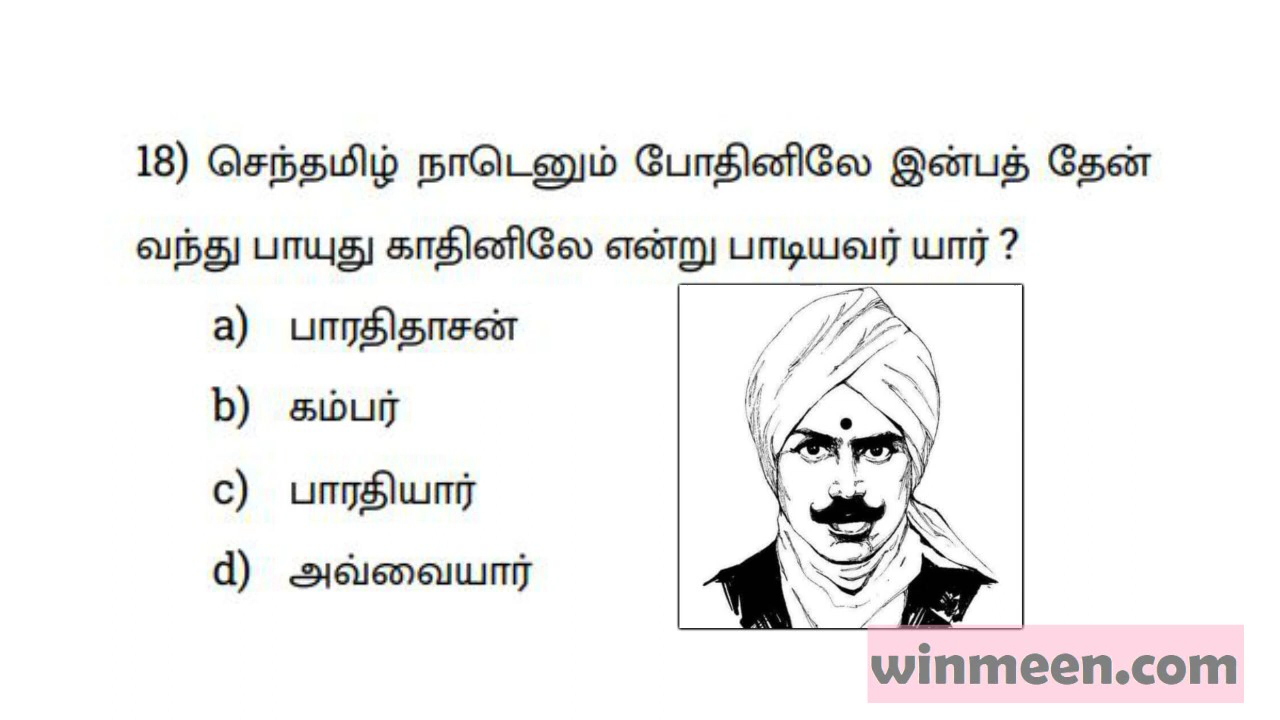 18) செந்தமிழ் நாடெனும் போதினிலே இன்பத் தேன்
வந்து பாயுது காதினிலே என்று பாடியவர் யார் ?
a) பாரதிதாசன்
b) கம்பர்
c) பாரதியார்
d) அவ்வையார்
winmeen.com